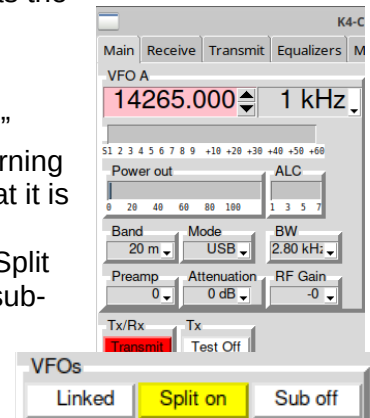 as the
”
rning
at it is
Split
sub-
K4-C
Main Receive Transmit Equalizers M
VFO A
14265.000 1 kHz
S1 2 3 4 5 6 7 8 9 +10 +20 +30 +40 +50 +60
Power out ALC
0 20 40 60 80 100 1 3 5 7
Band Mode BW
20 m USB 2.80 kHz
Preamp Attenuation RF Gain
0 0 dB -0
Tx/Rx Tx
Transmit Test Off
VFOs
Linked Split on Sub off